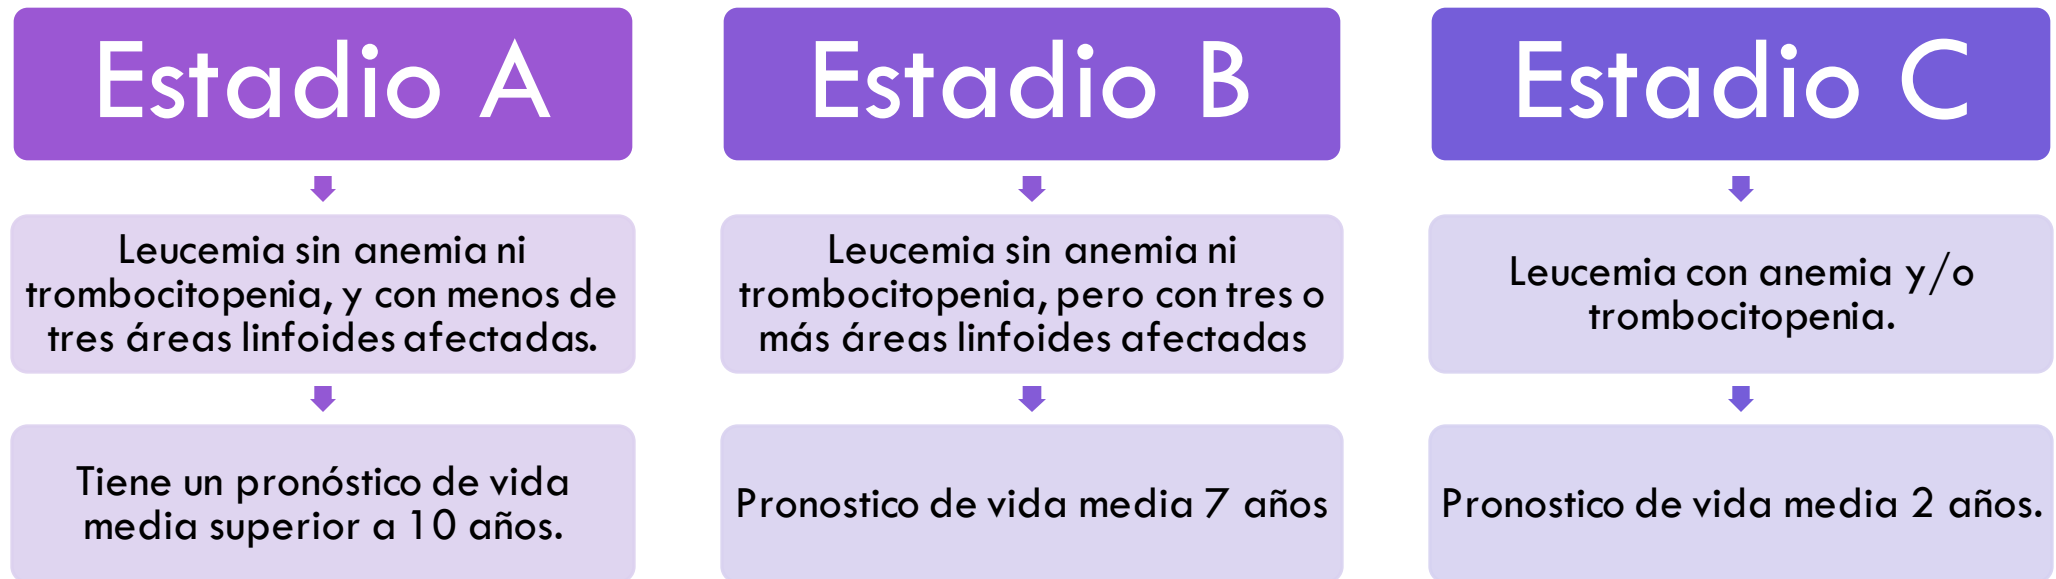 Estadio A
Leucemia sin anemia ni
trombocitopenia, y con menos de
tres áreas linfoides afectadas.
Tiene un pronóstico de vida
media superior a 10 años.
Estadio B
Leucemia sin anemia ni
trombocitopenia, pero con tres o
más áreas linfoides afectadas
Pronostico de vida media 7 años
Estadio C
Leucemia con anemia y/o
trombocitopenia.
Pronostico de vida media 2 años.